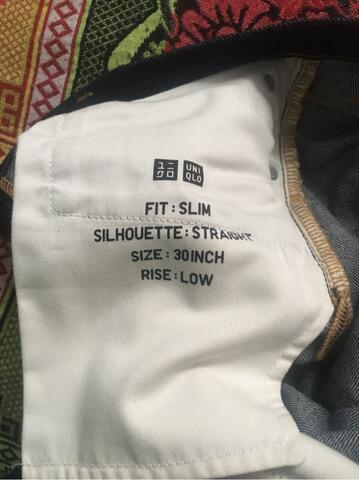 ユニ UNI
クロ QLO
FIT : SLIM
SILHOUETTE : STRAIGHT
SIZE : 30INCH
RISE : LOW